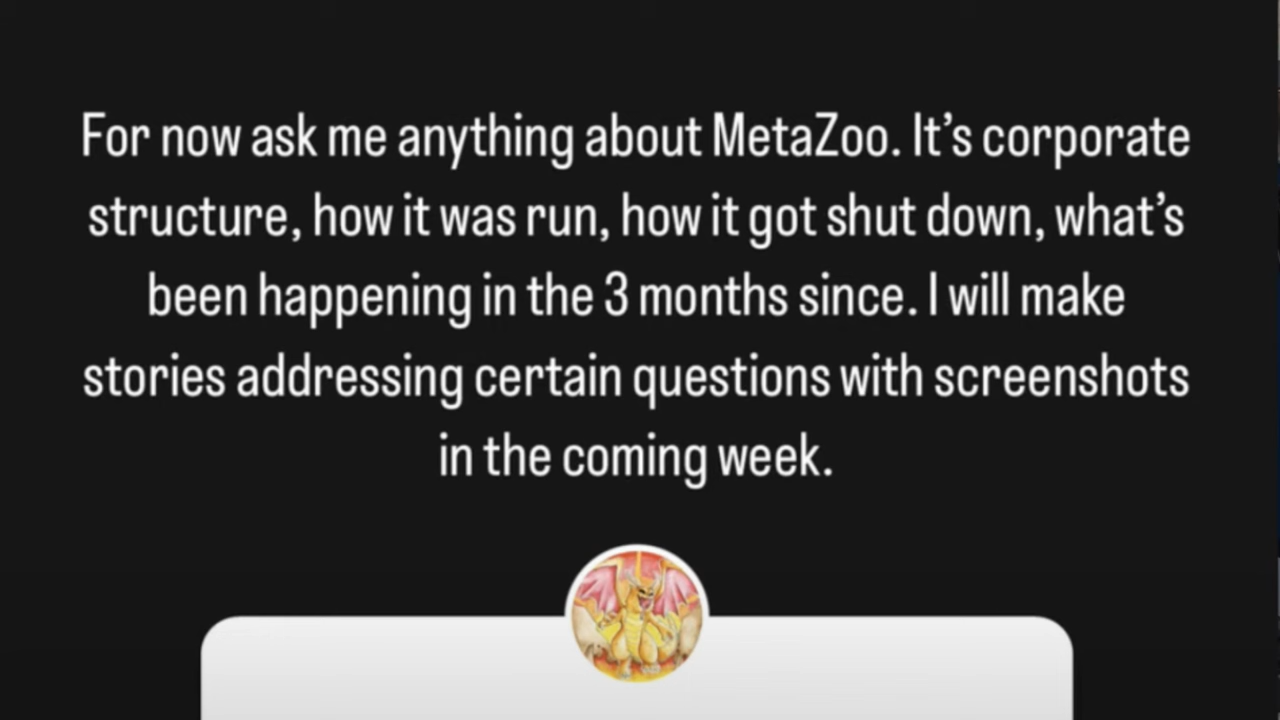 For now ask me anything about MetaZoo. It’s corporate
structure, how it was run, how it got shut down, what’s
been happening in the 3 months since. I will make
stories addressing certain questions with screenshots
in the coming week.